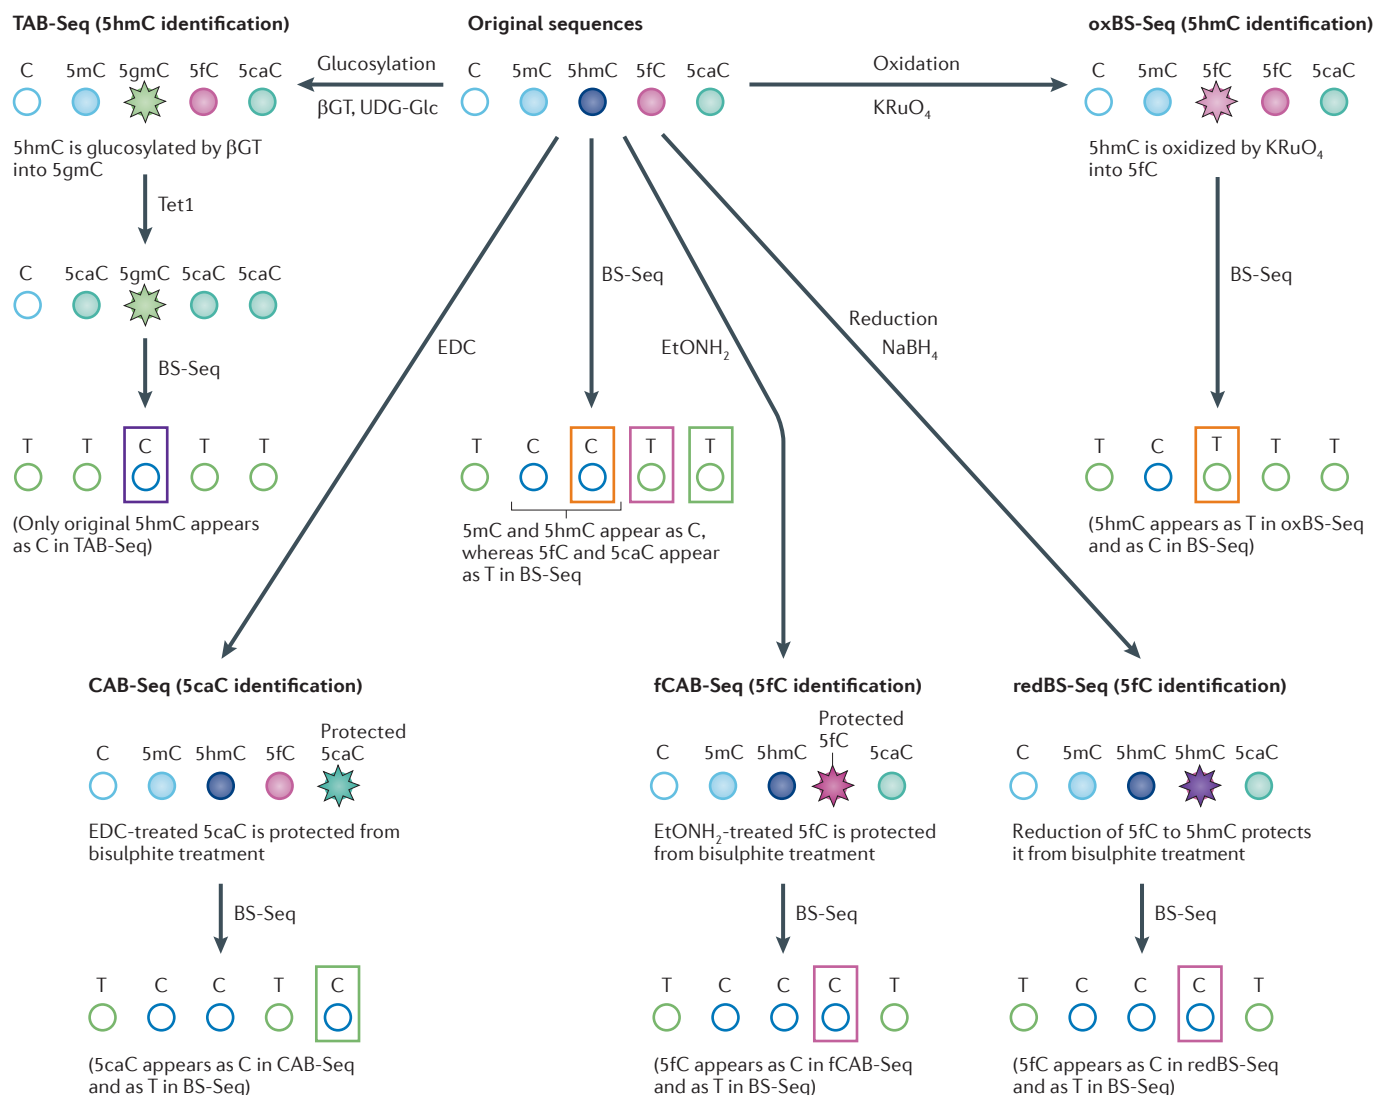 TAB-Seq (5hmC identification)
C 5mC 5gmC 5fC 5caC
5hmC is glucosylated by βGT
into 5gmC
Tet1
C 5caC 5gmC 5caC 5caC
BS-Seq
T T C T T
(Only original 5hmC appears
as C in TAB-Seq)
Glucosylation
βGT, UDG-Glc
Original sequences
C 5mC 5hmC 5fC 5caC
BS-Seq
T C C T T
5mC and 5hmC appear as C,
whereas 5fC and 5caC appear
as T in BS-Seq
Oxidation
KRuO₄
oxBS-Seq (5hmC identification)
C 5mC 5fC 5fC 5caC
5hmC is oxidized by KRuO₄
into 5fC
BS-Seq
T C T T T
(5hmC appears as T in oxBS-Seq
and as C in BS-Seq)
EDC
EtONH₂
Reduction
NaBH₄
CAB-Seq (5caC identification)
Protected
C 5mC 5hmC 5fC 5caC
EDC-treated 5caC is protected from
bisulphite treatment
BS-Seq
T C C T C
(5caC appears as C in CAB-Seq
and as T in BS-Seq)
fCAB-Seq (5fC identification)
Protected
C 5mC 5hmC 5fC 5caC
EtONH₂-treated 5fC is protected
from bisulphite treatment
BS-Seq
T C C C T
(5fC appears as C in fCAB-Seq
and as T in BS-Seq)
redBS-Seq (5fC identification)
C 5mC 5hmC 5hmC 5caC
Reduction of 5fC to 5hmC protects
it from bisulphite treatment
BS-Seq
T C C C T
(5fC appears as C in redBS-Seq
and as T in BS-Seq)